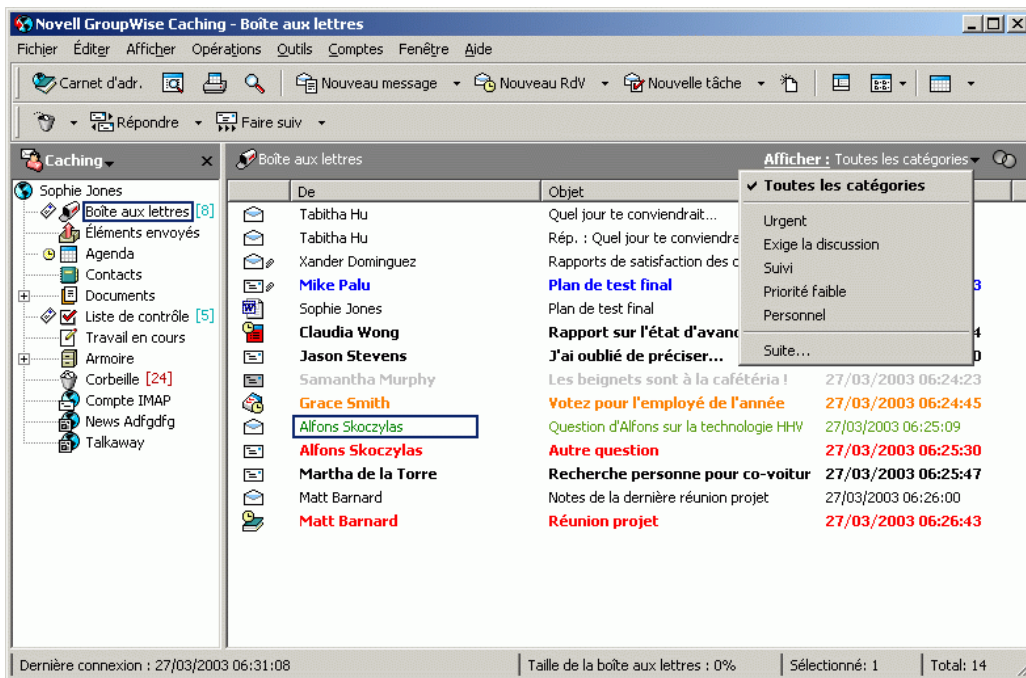 Novell GroupWise Caching - Boîte aux lettres
Fichier Éditer Afficher Opérations Outils Comptes Fenêtre Aide
Carnet d'adr. Nouveau message Nouveau RdV Nouvelle tâche
Répondre Faire suiv
Caching
Boîte aux lettres
Afficher : Toutes les catégories
Sophie Jones
Boîte aux lettres [8]
Éléments envoyés
Agenda
Contacts
Documents
Liste de contrôle [5]
Travail en cours
Armoire
Corbeille [24]
Compte IMAP
News Adfgdfg
Talkaway
De Objet
Tabitha Hu Quel jour te conviendrait...
Tabitha Hu Rép. : Quel jour te conviendra
Xander Dominguez Rapports de satisfaction des c
Mike Palu Plan de test final 3
Sophie Jones Plan de test final
Claudia Wong Rapport sur l'état d'avanc 4
Jason Stevens J'ai oublié de préciser... 0
Samantha Murphy Les beignets sont à la cafétéria ! 27/03/2003 06:24:23
Grace Smith Votez pour l'employé de l'année 27/03/2003 06:24:45
Alfons Skoczylas Question d'Alfons sur la technologie HHV 27/03/2003 06:25:09
Alfons Skoczylas Autre question 27/03/2003 06:25:30
Martha de la Torre Recherche personne pour co-voitur 27/03/2003 06:25:47
Matt Barnard Notes de la dernière réunion projet 27/03/2003 06:26:00
Matt Barnard Réunion projet 27/03/2003 06:26:43
Toutes les catégories
Urgent
Exige la discussion
Suivi
Priorité faible
Personnel
Suite...
Dernière connexion : 27/03/2003 06:31:08
Taille de la boîte aux lettres : 0% Sélectionné: 1 Total: 14